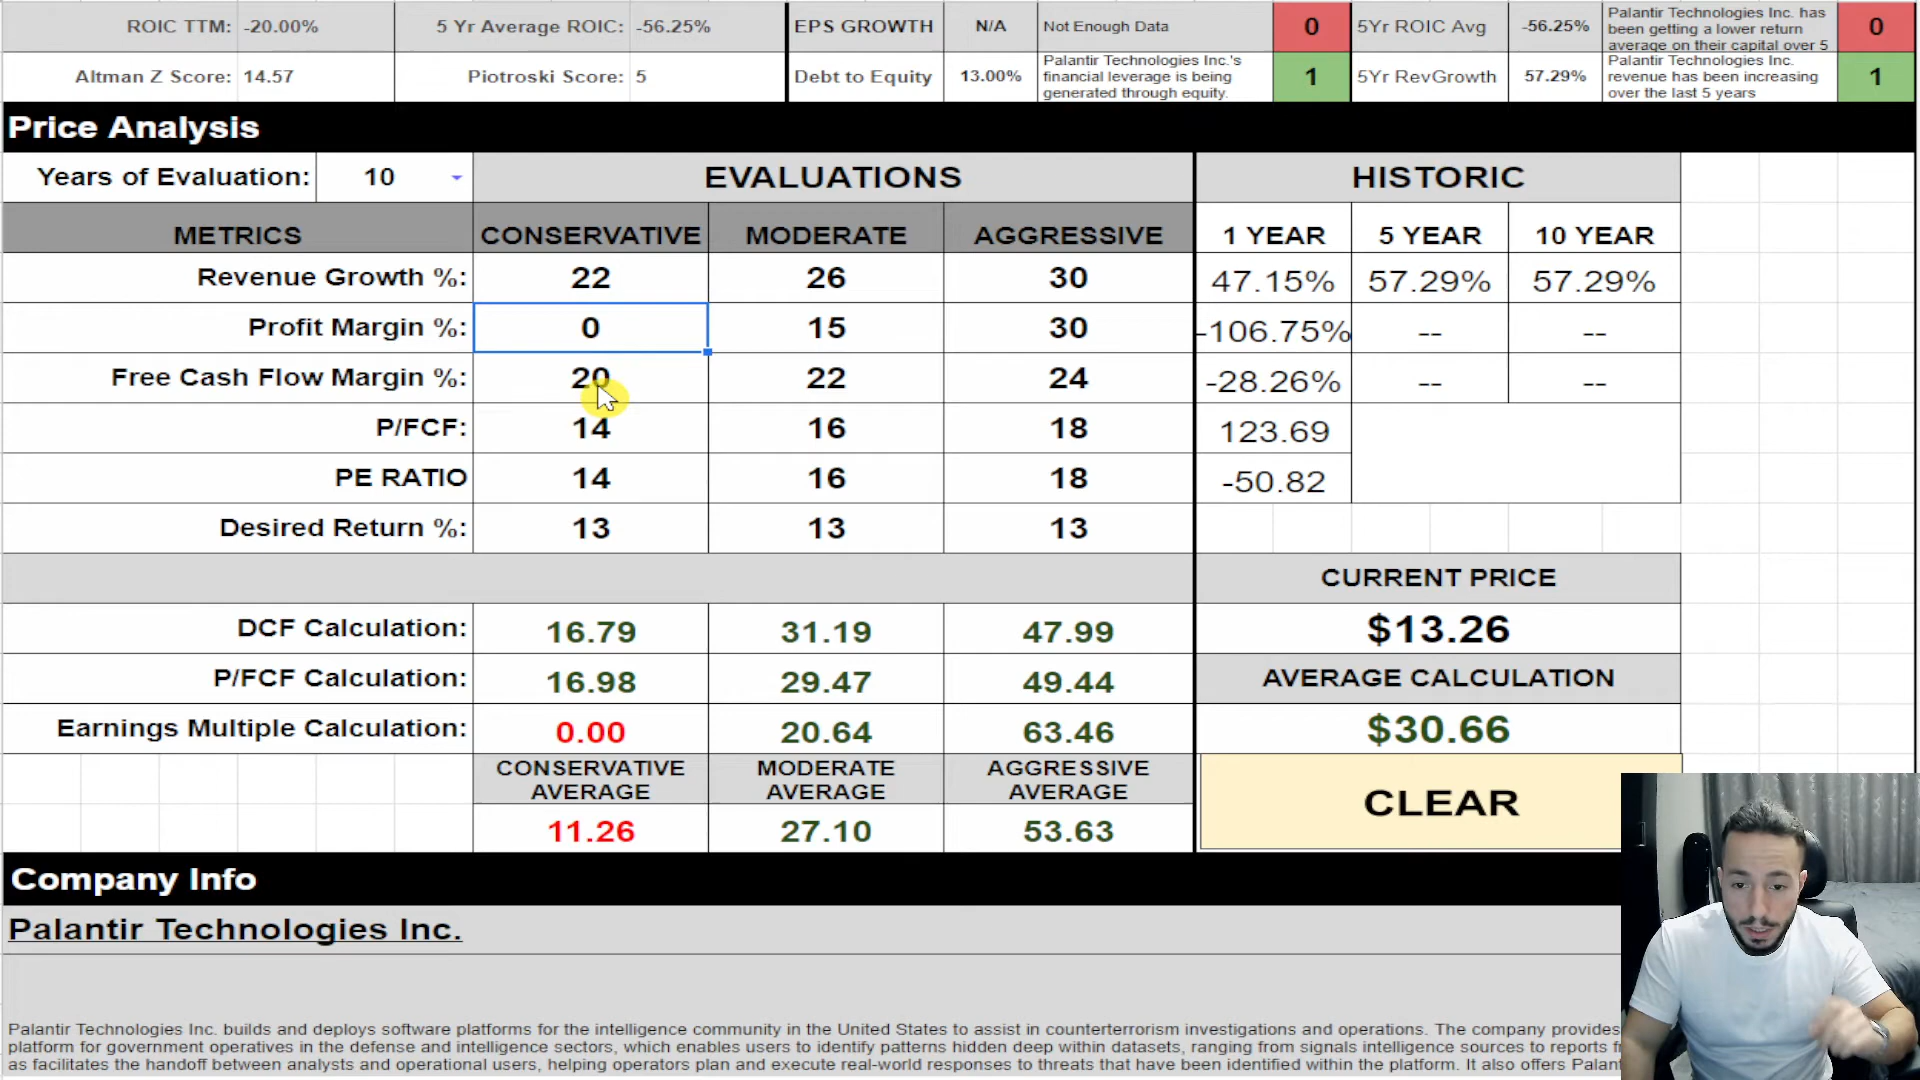 ROIC TTM: -20.00% 5 Yr Average ROIC: -56.25% EPS GROWTH N/A Not Enough Data 0 5Yr ROIC Avg -56.25% Palantir Technologies Inc. has been getting a lower return average on their capital over 5 0
Altman Z Score: 14.57 Piotroski Score: 5 Debt to Equity 13.00% Palantir Technologies Inc.'s financial leverage is being generated through equity. 1 5Yr RevGrowth 57.29% Palantir Technologies Inc. revenue has been increasing over the last 5 years 1
Price Analysis
Years of Evaluation: 10 EVALUATIONS HISTORIC
METRICS CONSERVATIVE MODERATE AGGRESSIVE 1 YEAR 5 YEAR 10 YEAR
Revenue Growth %: 22 26 30 47.15% 57.29% 57.29%
Profit Margin %: 0 15 30 -106.75% -- --
Free Cash Flow Margin %: 20 22 24 -28.26% -- --
P/FCF: 14 16 18 123.69
PE RATIO 14 16 18 -50.82
Desired Return %: 13 13 13
CURRENT PRICE
DCF Calculation: 16.79 31.19 47.99 $13.26
P/FCF Calculation: 16.98 29.47 49.44 AVERAGE CALCULATION
Earnings Multiple Calculation: 0.00 20.64 63.46 $30.66
CONSERVATIVE AVERAGE MODERATE AVERAGE AGGRESSIVE AVERAGE CLEAR
11.26 27.10 53.63
Company Info
Palantir Technologies Inc.
Palantir Technologies Inc. builds and deploys software platforms for the intelligence community in the United States to assist in counterterrorism investigations and operations. The company provides
platform for government operatives in the defense and intelligence sectors, which enables users to identify patterns hidden deep within datasets, ranging from signals intelligence sources to reports
as facilitates the handoff between analysts and operational users, helping operators plan and execute real-world responses to threats that have been identified within the platform. It also offers